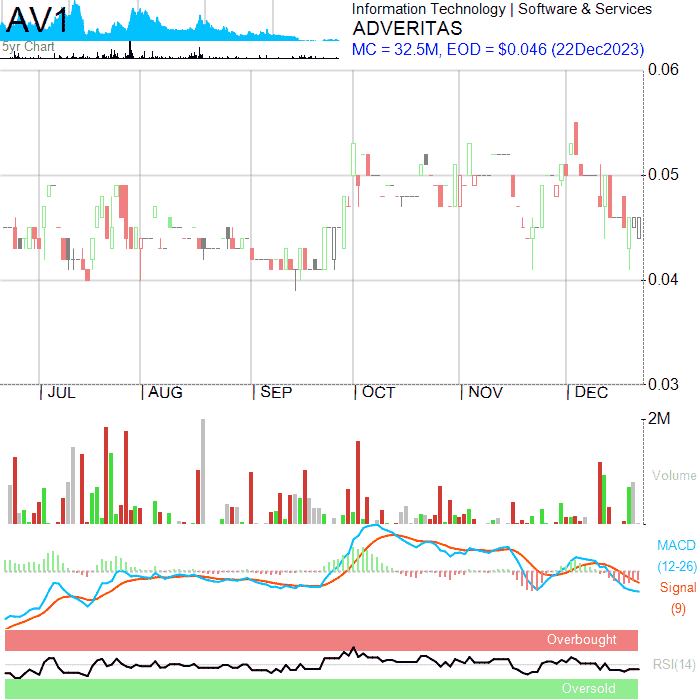 AV1
5yr Chart
Information Technology | Software & Services
ADVERITAS
MC = 32.5M, EOD = $0.046 (22Dec2023)
0.06
0.05
0.04
0.03
JUL AUG SEP OCT NOV DEC
2M
Volume
MACD
(12-26)
Signal
(9)
Overbought
RSI(14)
Oversold